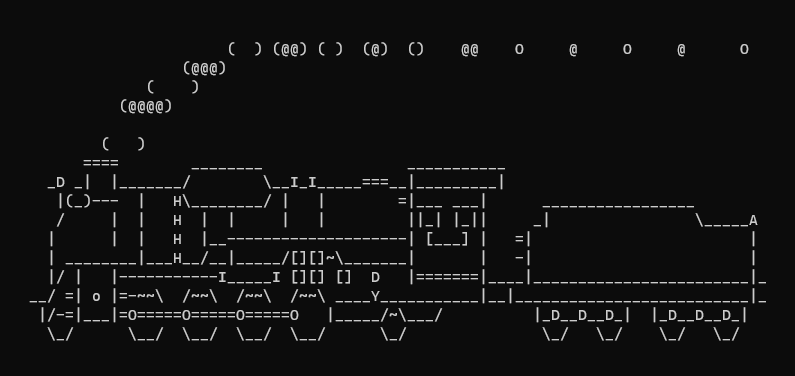 (  ) (@@) ( )  (@)  ()    @@    O     @     O     @      O
                 (@@@)
             (    )
          (@@@@)

        (   )
      ====        ________                ___________
  _D _|  |_______/        \__I_I_____===__|_________|
   |(_)---  |   H\________/ |   |        =|___ ___|      _________________
   /     |  |   H  |  |     |   |         ||_| |_||     _|                \_____A
  |      |  |   H  |__--------------------| [___] |   =|                        |
  | ________|___H__/__|_____/[][]~\_______|       |   -|                        |
  |/ |   |-----------I_____I [][] []  D   |=======|____|________________________|_
__/ =| o |=-~~\  /~~\  /~~\  /~~\ ____Y___________|__|__________________________|_
 |/-=|___|=O=====O=====O=====O   |_____/~\___/          |_D__D__D_|  |_D__D__D_|
  \_/      \__/  \__/  \__/  \__/      \_/               \_/   \_/    \_/   \_/